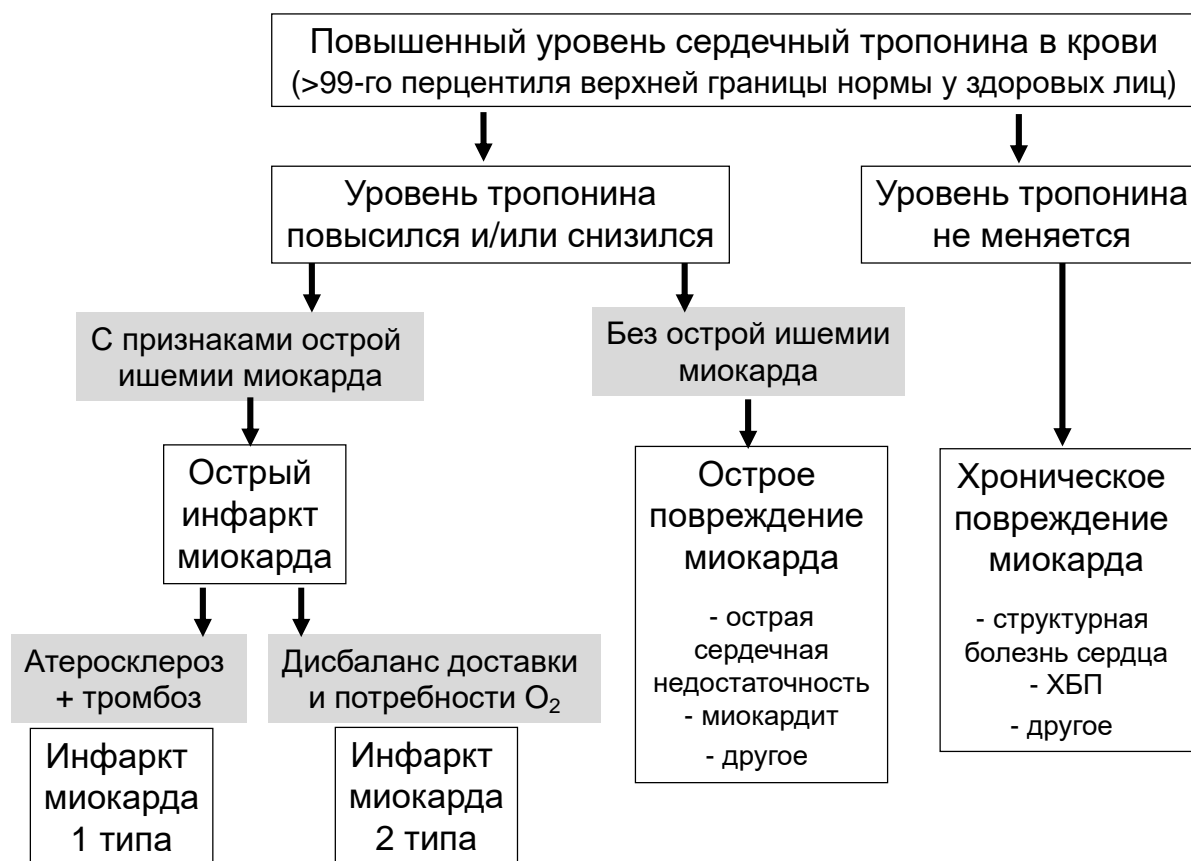 Повышенный уровень сердечный тропонина в крови
(>99-го перцентиля верхней границы нормы у здоровых лиц)
Уровень тропонина
повысился и/или снизился
Уровень тропонина
не меняется
С признаками острой
ишемии миокарда
Без острой ишемии
миокарда
Острый
инфаркт
миокарда
Острое
повреждение
миокарда
- острая
сердечная
недостаточность
- миокардит
- другое
Хроническое
повреждение
миокарда
- структурная
болезнь сердца
- ХБП
- другое
Атеросклероз
+ тромбоз
Дисбаланс доставки
и потребности O₂
Инфаркт
миокарда
1 типа
Инфаркт
миокарда
2 типа